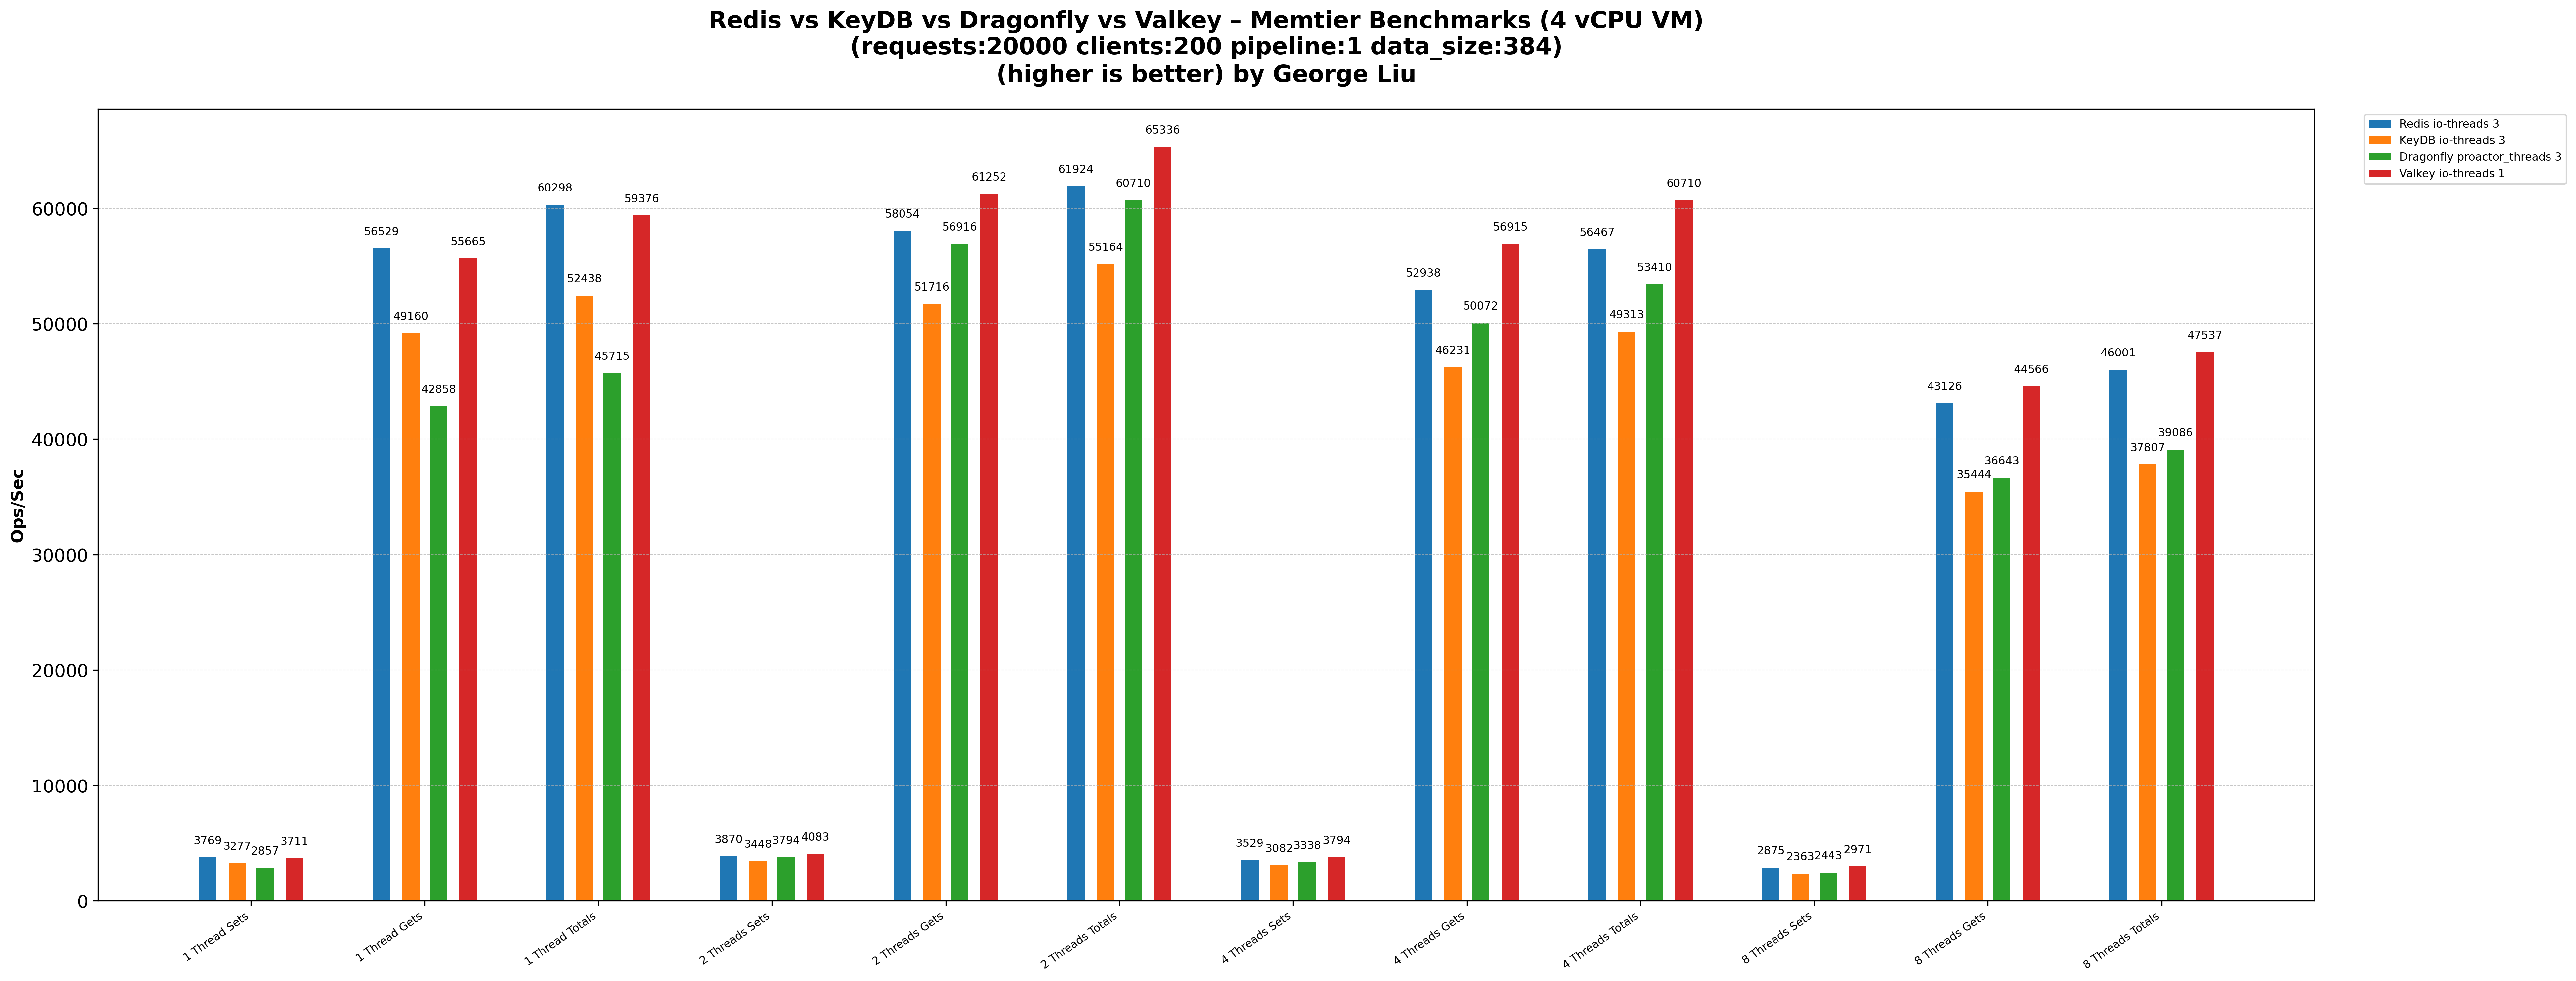 Redis vs KeyDB vs Dragonfly vs Valkey – Memtier Benchmarks (4 vCPU VM)
(requests:20000 clients:200 pipeline:1 data_size:384)
(higher is better) by George Liu
Redis io-threads 3
KeyDB io-threads 3
Dragonfly proactor_threads 3
Valkey io-threads 1
Ops/Sec
60000
50000
40000
30000
20000
10000
0
3769 3277 2857 3711
56529 49160 42858 55665
60298 52438 45715 59376
3870 3448 3794 4083
58054 51716 56916 61252
61924 55164 60710 65336
3529 3082 3338 3794
52938 46231 50072 56915
56467 49313 53410 60710
2875 2363 2443 2971
43126 35444 36643 44566
46001 37807 39086 47537
1 Thread Sets
1 Thread Gets
1 Thread Totals
2 Threads Sets
2 Threads Gets
2 Threads Totals
4 Threads Sets
4 Threads Gets
4 Threads Totals
8 Threads Sets
8 Threads Gets
8 Threads Totals